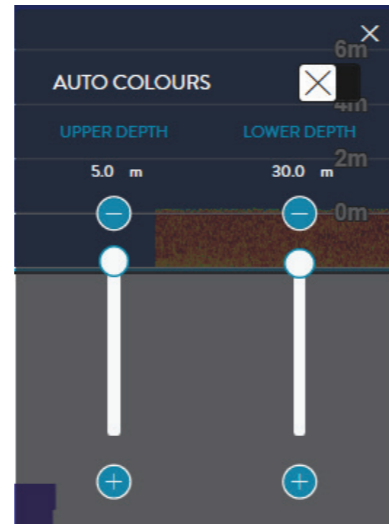 6m
AUTO COLOURS
4m
UPPER DEPTH LOWER DEPTH
5.0 m 30.0 m
2m
0m